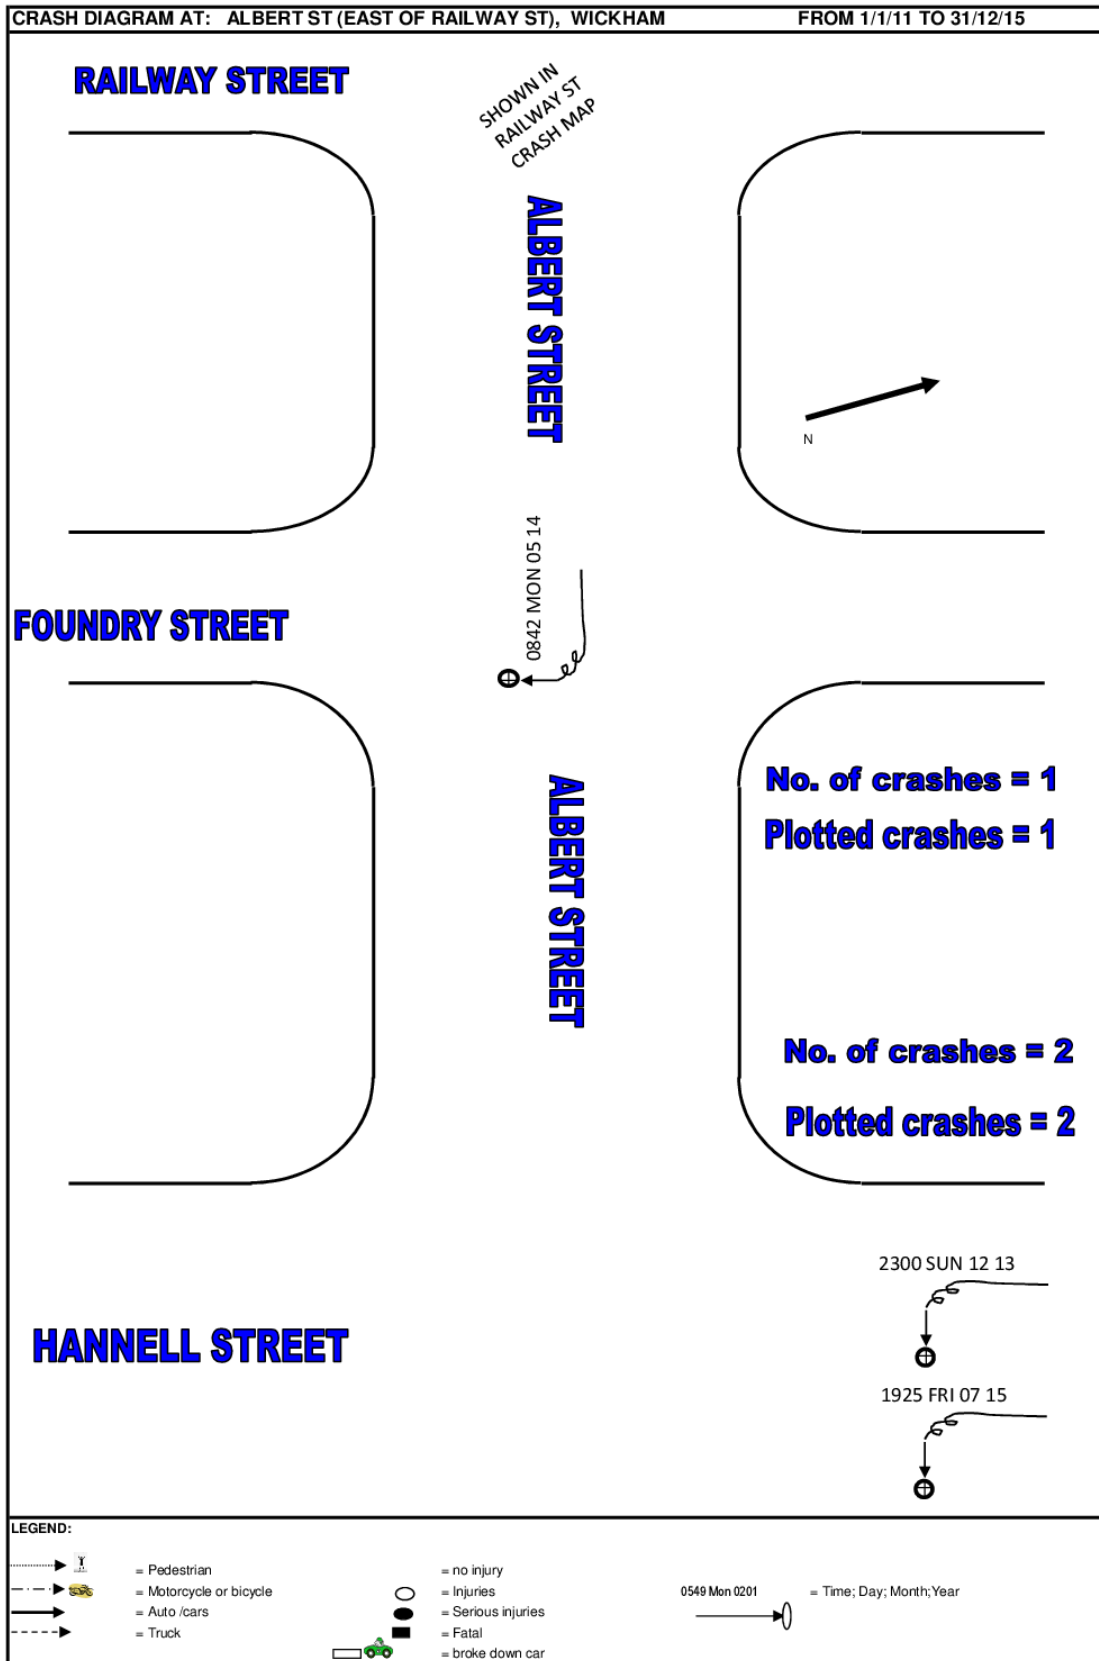 CRASH DIAGRAM AT: ALBERT ST (EAST OF RAILWAY ST), WICKHAM FROM 1/1/11 TO 31/12/15
RAILWAY STREET
SHOWN IN
RAILWAY ST
CRASH MAP
ALBERT STREET
N
0842 MON 05 14
FOUNDRY STREET
ALBERT STREET
No. of crashes = 1
Plotted crashes = 1
No. of crashes = 2
Plotted crashes = 2
2300 SUN 12 13
HANNELL STREET
1925 FRI 07 15
LEGEND:
= Pedestrian
= Motorcycle or bicycle
= Auto /cars
= Truck
= no injury
= Injuries
= Serious injuries
= Fatal
= broke down car
0549 Mon 0201 = Time; Day; Month;Year